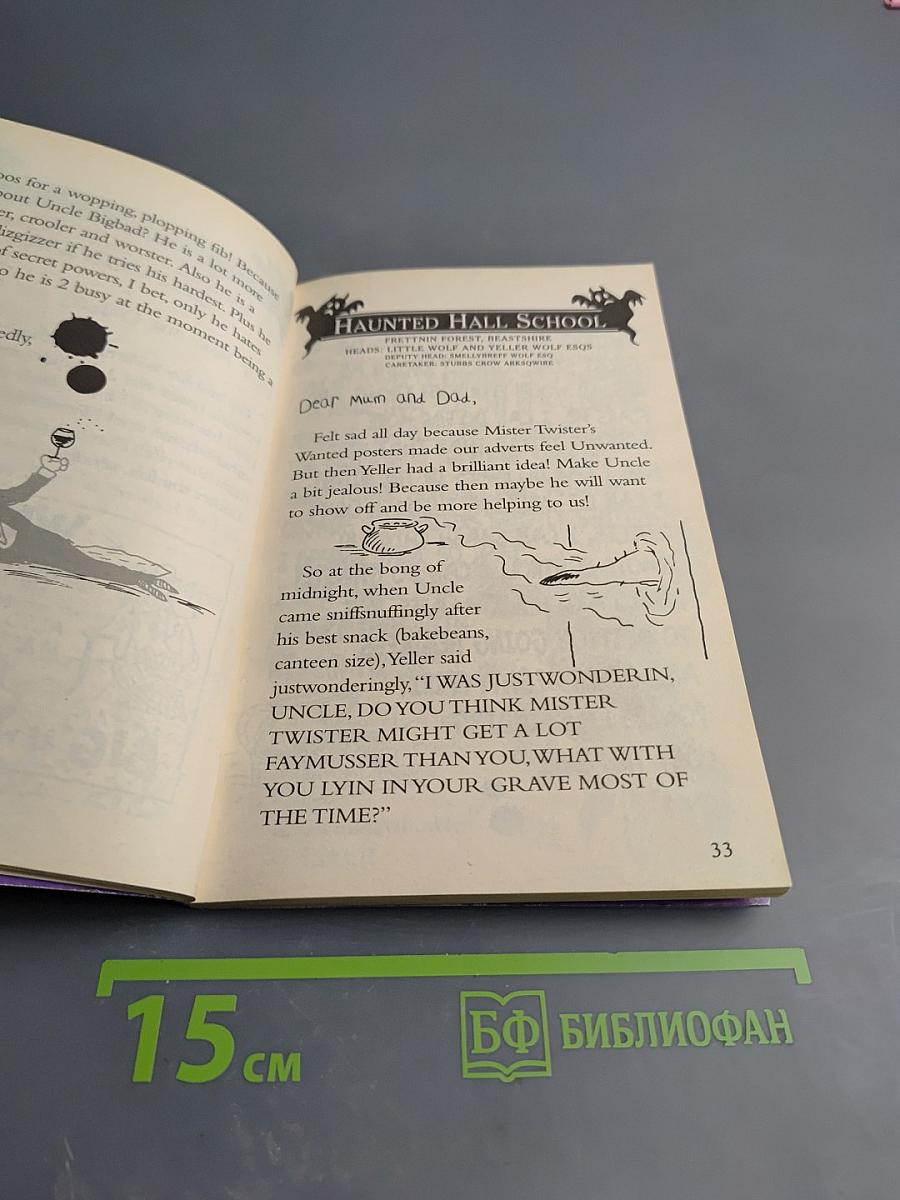 for a wopping, plopping fib! Because
Uncle Bigbad? He is a lot more
crooler and worster. Also he is a
if he tries his hardest. Plus he
of secret powers, I bet, only he hates
he is 2 busy at the moment being a
HAUNTED HALL SCHOOL
FRETTNIN FOREST, BEASTSHIRE
HEADS: LITTLE WOLF AND YELLER WOLF ESQS
DEPUTY HEAD: SMELLYBREFF WOLF ESQ
CARETAKER: STUBBS CROW ARKSQWIRE
Dear Mum and Dad,
Felt sad all day because Mister Twister's
Wanted posters made our adverts feel Unwanted.
But then Yeller had a brilliant idea! Make Uncle
a bit jealous! Because then maybe he will want
to show off and be more helping to us!
So at the bong of
midnight, when Uncle
came sniffsnuffingly after
his best snack (bakebeans,
canteen size), Yeller said
justwonderingly, “I WAS JUSTWONDERIN,
UNCLE, DO YOU THINK MISTER
TWISTER MIGHT GET A LOT
FAYMUSSER THAN YOU, WHAT WITH
YOU LYIN IN YOUR GRAVE MOST OF
THE TIME?”
33
15 см
БФ БИБЛИОФАН